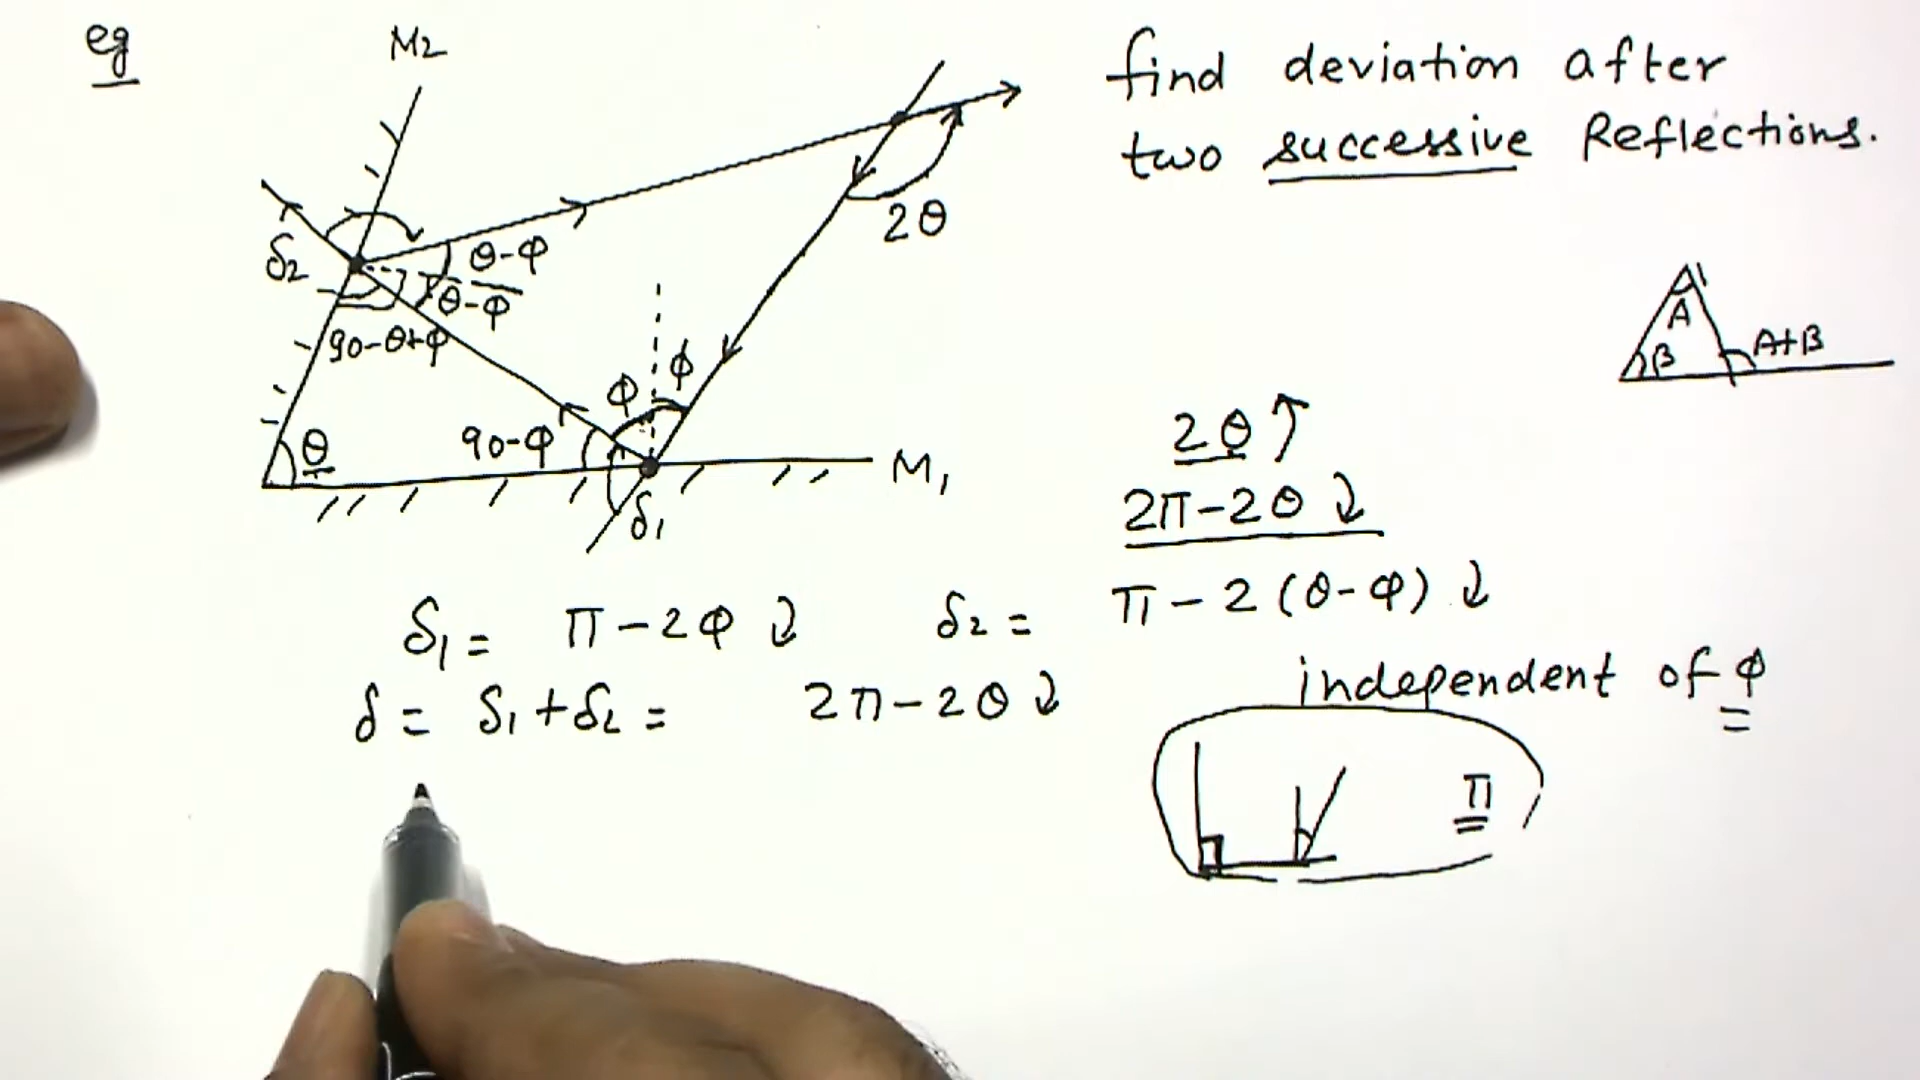 eg
M2
find deviation after
two successive Reflections.
2θ
δ2
θ-φ
θ-φ
90-θ+φ
φ
φ
90-φ
θ
M1
δ1
A
B
A+B
2θ ↑
2π-2θ ↓
π-2(θ-φ) ↓
δ1 = π-2φ ↓ δ2 =
δ = δ1+δ2 = 2π-2θ ↓
independent of φ
π